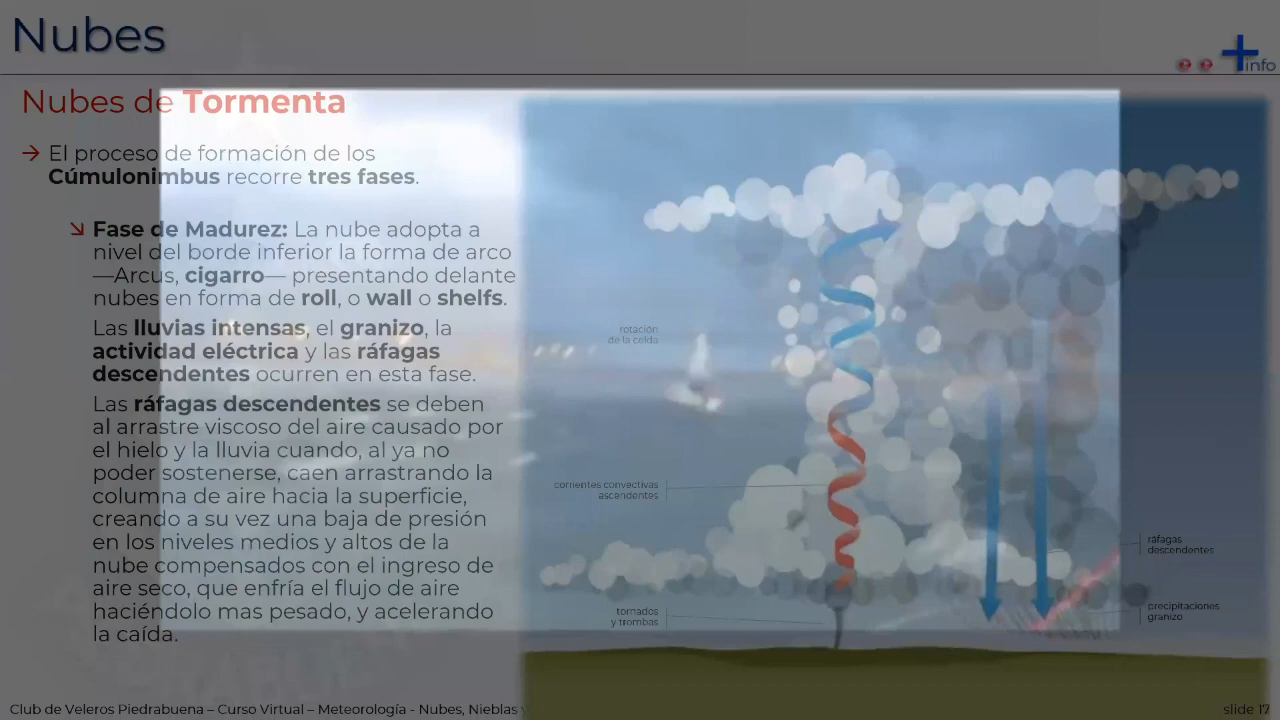 Nubes
info
Nubes de Tormenta
El proceso de formación de los
Cúmulonimbus recorre tres fases.
Fase de Madurez: La nube adopta a
nivel del borde inferior la forma de arco
—Arcus, cigarro— presentando delante
nubes en forma de roll, o wall o shelfs.
Las lluvias intensas, el granizo, la
actividad eléctrica y las ráfagas
descendentes ocurren en esta fase.
Las ráfagas descendentes se deben
al arrastre viscoso del aire causado por
el hielo y la lluvia cuando, al ya no
poder sostenerse, caen arrastrando la
columna de aire hacia la superficie,
creando a su vez una baja de presión
en los niveles medios y altos de la
nube compensados con el ingreso de
aire seco, que enfría el flujo de aire
haciéndolo mas pesado, y acelerando
la caída.
rotación
de la celda
corrientes convectivas
ascendentes
tornados
y trombas
ráfagas
descendentes
precipitaciones
granizo
Club de Veleros Piedrabuena – Curso Virtual – Meteorología - Nubes, Nieblas y
slide 17